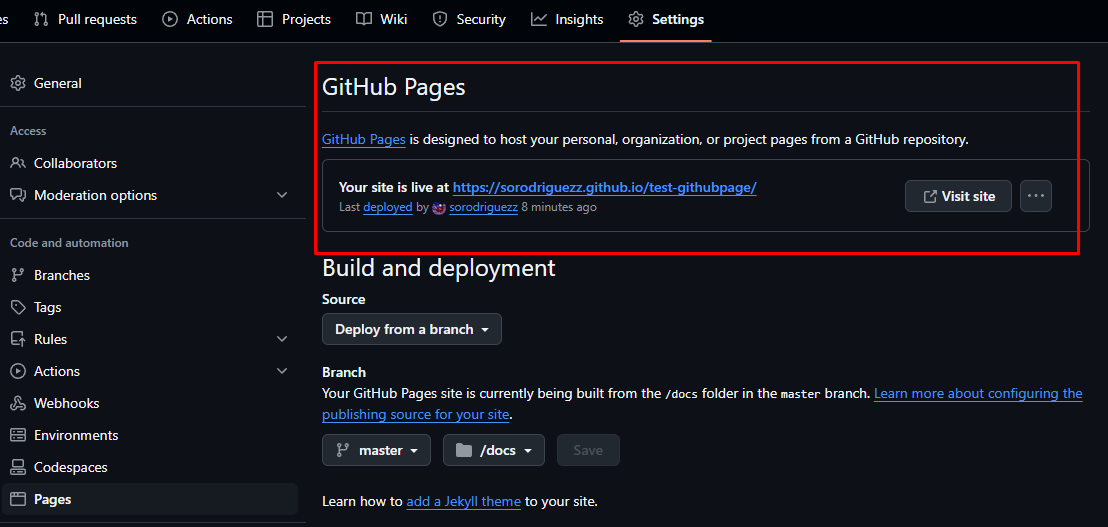 es Pull requests Actions Projects Wiki Security Insights Settings
General
Access
Collaborators
Moderation options
Code and automation
Branches
Tags
Rules
Actions
Webhooks
Environments
Codespaces
Pages
GitHub Pages
GitHub Pages is designed to host your personal, organization, or project pages from a GitHub repository.
Your site is live at https://sorodriguezz.github.io/test-githubpage/
Last deployed by sorodriguezz 8 minutes ago
Visit site
Build and deployment
Source
Deploy from a branch
Branch
Your GitHub Pages site is currently being built from the /docs folder in the master branch. Learn more about configuring the
publishing source for your site.
master /docs Save
Learn how to add a Jekyll theme to your site.